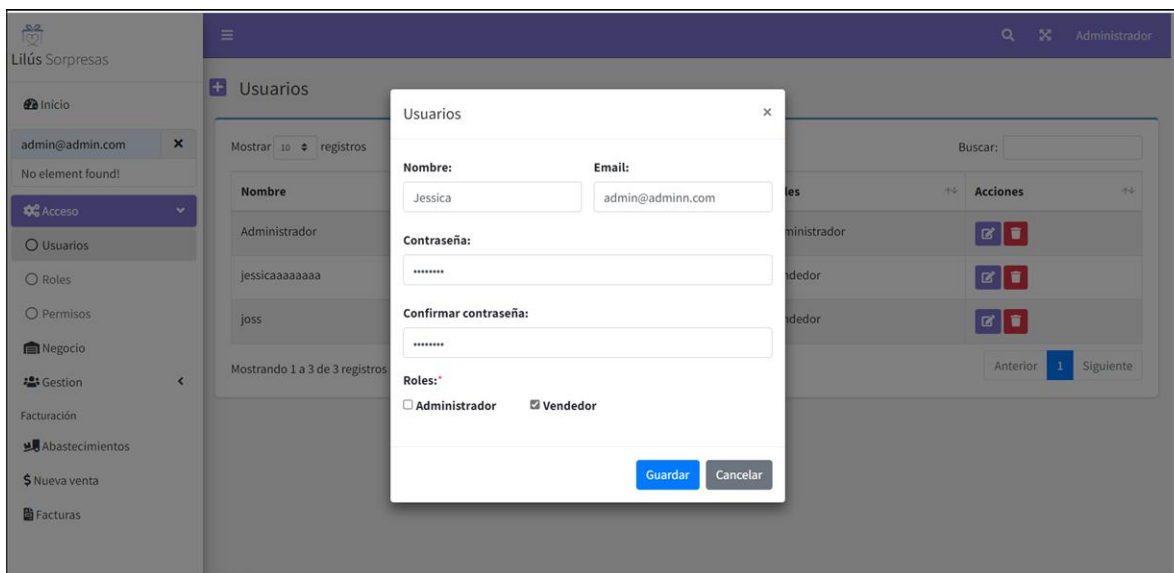 Lilús Sorpresas
Administrador
Inicio
admin@admin.com
No element found!
Acceso
Usuarios
Roles
Permisos
Negocio
Gestion
Facturación
Abastecimientos
$ Nueva venta
Facturas
Usuarios
Mostrar 10 registros
Buscar:
Nombre
les
Acciones
Administrador
ministrador
jessicaaaaaaaa
ndedor
joss
ndedor
Mostrando 1 a 3 de 3 registros
Anterior 1 Siguiente
Usuarios ×
Nombre: Email:
Jessica admin@adminn.com
Contraseña:
••••••••
Confirmar contraseña:
••••••••
Roles:*
Administrador Vendedor
Guardar Cancelar